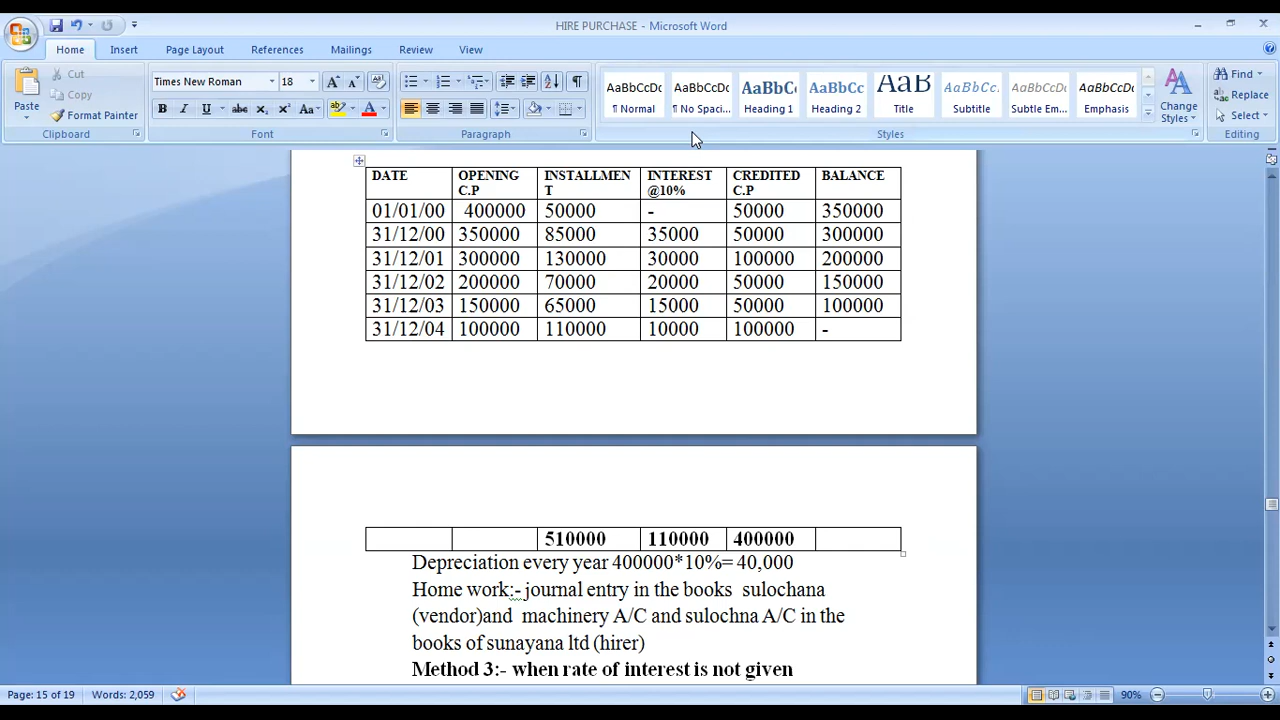 HIRE PURCHASE - Microsoft Word
Home Insert Page Layout References Mailings Review View
Paste Cut Copy Format Painter Clipboard
Times New Roman 18 Font
Paragraph
AaBbCcDc AaBbCcDc AaBbCc AaBbCc AaB AaBbCc. AaBbCcDc AaBbCcDc
¶ Normal ¶ No Spaci... Heading 1 Heading 2 Title Subtitle Subtle Em... Emphasis
Styles
Change Styles
Find Replace Select Editing
DATE OPENING C.P INSTALLMEN T INTEREST @10% CREDITED C.P BALANCE
01/01/00 400000 50000 - 50000 350000
31/12/00 350000 85000 35000 50000 300000
31/12/01 300000 130000 30000 100000 200000
31/12/02 200000 70000 20000 50000 150000
31/12/03 150000 65000 15000 50000 100000
31/12/04 100000 110000 10000 100000 -
510000 110000 400000
Depreciation every year 400000*10%= 40,000
Home work:- journal entry in the books sulochana
(vendor)and machinery A/C and sulochna A/C in the
books of sunayana ltd (hirer)
Method 3:- when rate of interest is not given
Page: 15 of 19 Words: 2,059 90%